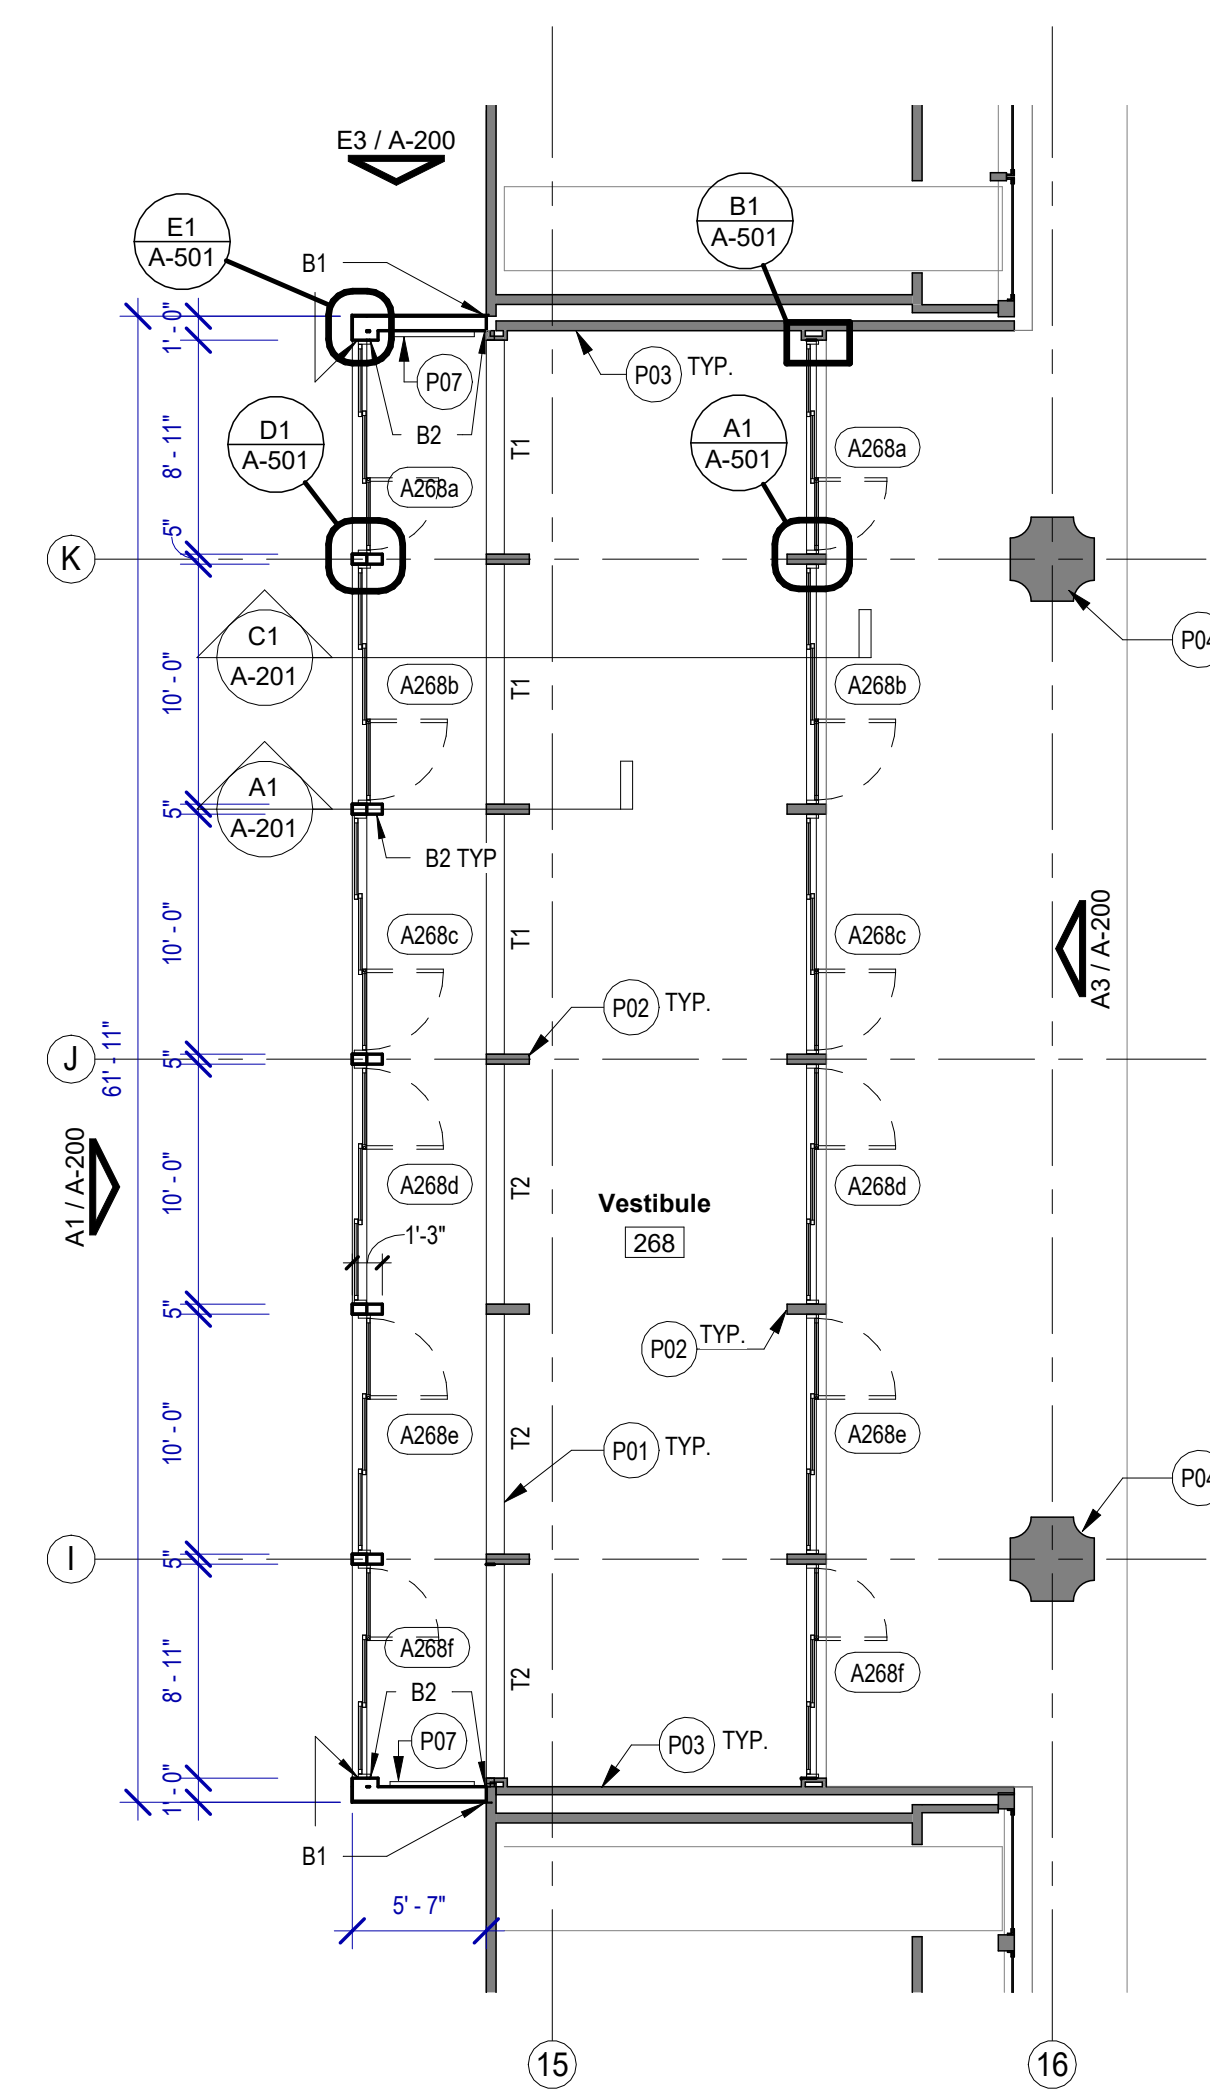 E3 / A-200
E1
A-501
B1
A-501
B1
1' - 0"
P07
P03 TYP.
B2
D1
A-501
A1
A-501
8' - 11"
T1
A268a
A268a
5"
K
C1
A-201
P04
10' - 0"
A268b
T1
A268b
A1
A-201
5"
B2 TYP
10' - 0"
A268c
T1
A268c
A3 / A-200
P02 TYP.
J
61' - 11"
5"
A1 / A-200
10' - 0"
A268d
T2
Vestibule
268
A268d
1'-3"
5"
P02 TYP.
10' - 0"
A268e
T2
P01 TYP.
A268e
P04
I
5"
8' - 11"
A268f
T2
A268f
B2
P07
P03 TYP.
1' - 0"
B1
5' - 7"
15
16